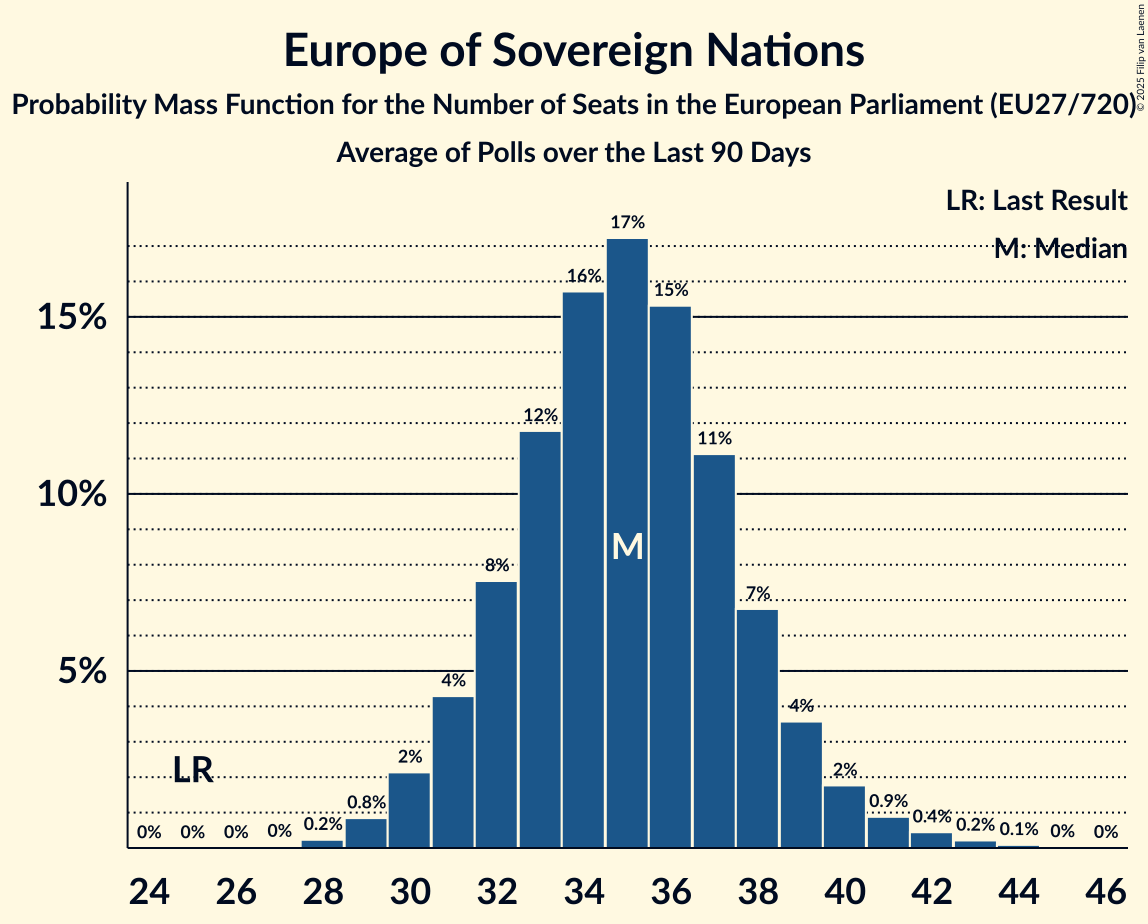 Europe of Sovereign Nations
Probability Mass Function for the Number of Seats in the European Parliament (EU27/720)
Average of Polls over the Last 90 Days
© 2025 Filip van Laenen
LR: Last Result
M: Median
15%
10%
5%
0%
0%
0%
0%
0.2%
0.8%
2%
4%
8%
12%
16%
17%
15%
11%
7%
4%
2%
0.9%
0.4%
0.2%
0.1%
0%
0%
LR
M
24 26 28 30 32 34 36 38 40 42 44 46